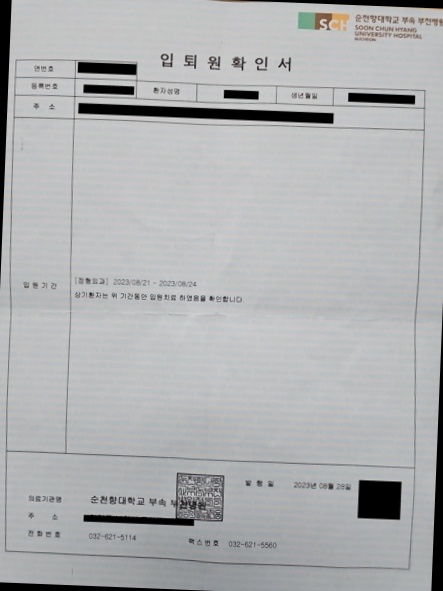 순천향대학교 부속 부천병원
SCH SOON CHUN HYANG
UNIVERSITY HOSPITAL
BUCHEON
입 퇴 원 확 인 서
연번호
등록번호 환자성명 생년월일
주 소
입 원 기 간
[정형외과] 2023/08/21 - 2023/08/24
상기환자는 위 기간동안 입원치료 하였음을 확인합니다.
발 행 일 2023년 08월 28일
의료기관명 순천향대학교 부속 부천병원
주 소
전 화 번 호 032-621-5114 팩 스 번 호 032-621-5560